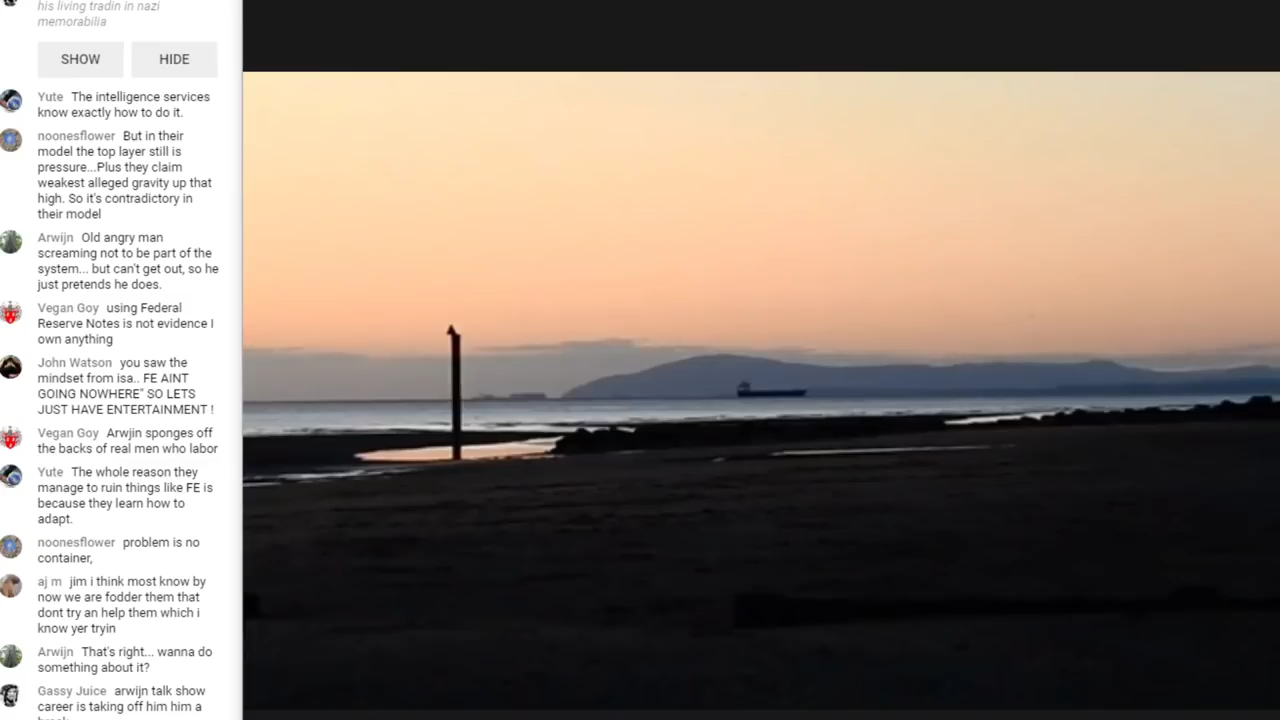 his living tradin in nazi
memorabilia
SHOW HIDE
Yute The intelligence services
know exactly how to do it.
noonesflower But in their
model the top layer still is
pressure...Plus they claim
weakest alleged gravity up that
high. So it's contradictory in
their model
Arwijn Old angry man
screaming not to be part of the
system... but can't get out, so he
just pretends he does.
Vegan Goy using Federal
Reserve Notes is not evidence I
own anything
John Watson you saw the
mindset from isa.. FE AINT
GOING NOWHERE" SO LETS
JUST HAVE ENTERTAINMENT !
Vegan Goy Arwjin sponges off
the backs of real men who labor
Yute The whole reason they
manage to ruin things like FE is
because they learn how to
adapt.
noonesflower problem is no
container,
aj m jim i think most know by
now we are fodder them that
dont try an help them which i
know yer tryin
Arwijn That's right... wanna do
something about it?
Gassy Juice arwijn talk show
career is taking off him him a